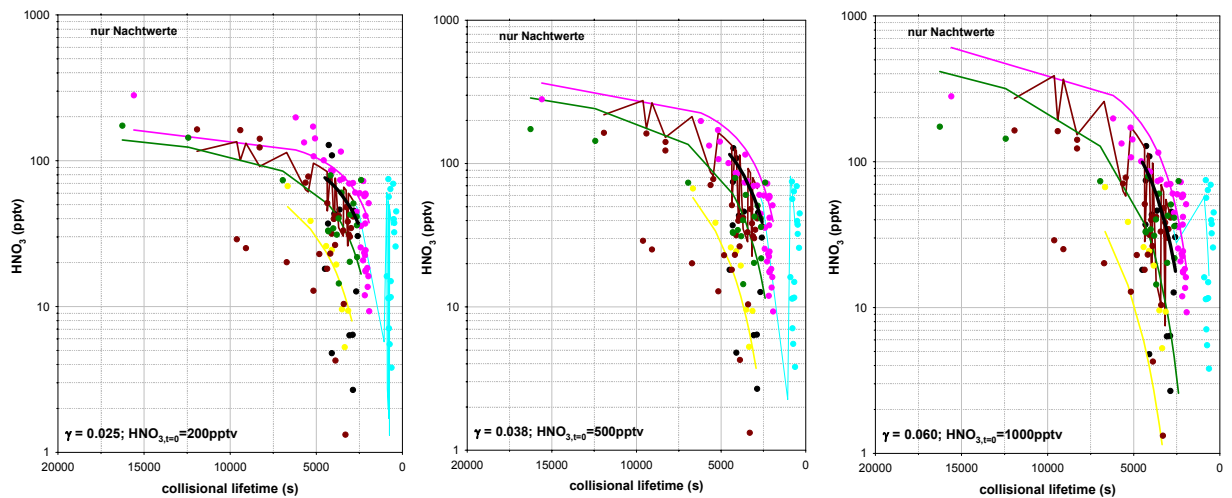 1000
nur Nachtwerte
100
HNO3 (pptv)
10
γ = 0.025; HNO3,t=0=200pptv
1
20000 15000 10000 5000 0
collisional lifetime (s)
1000
nur Nachtwerte
100
HNO3 (pptv)
10
γ = 0.038; HNO3,t=0=500pptv
1
20000 15000 10000 5000 0
collisional lifetime (s)
1000
nur Nachtwerte
100
HNO3 (pptv)
10
γ = 0.060; HNO3,t=0=1000pptv
1
20000 15000 10000 5000 0
collisional lifetime (s)